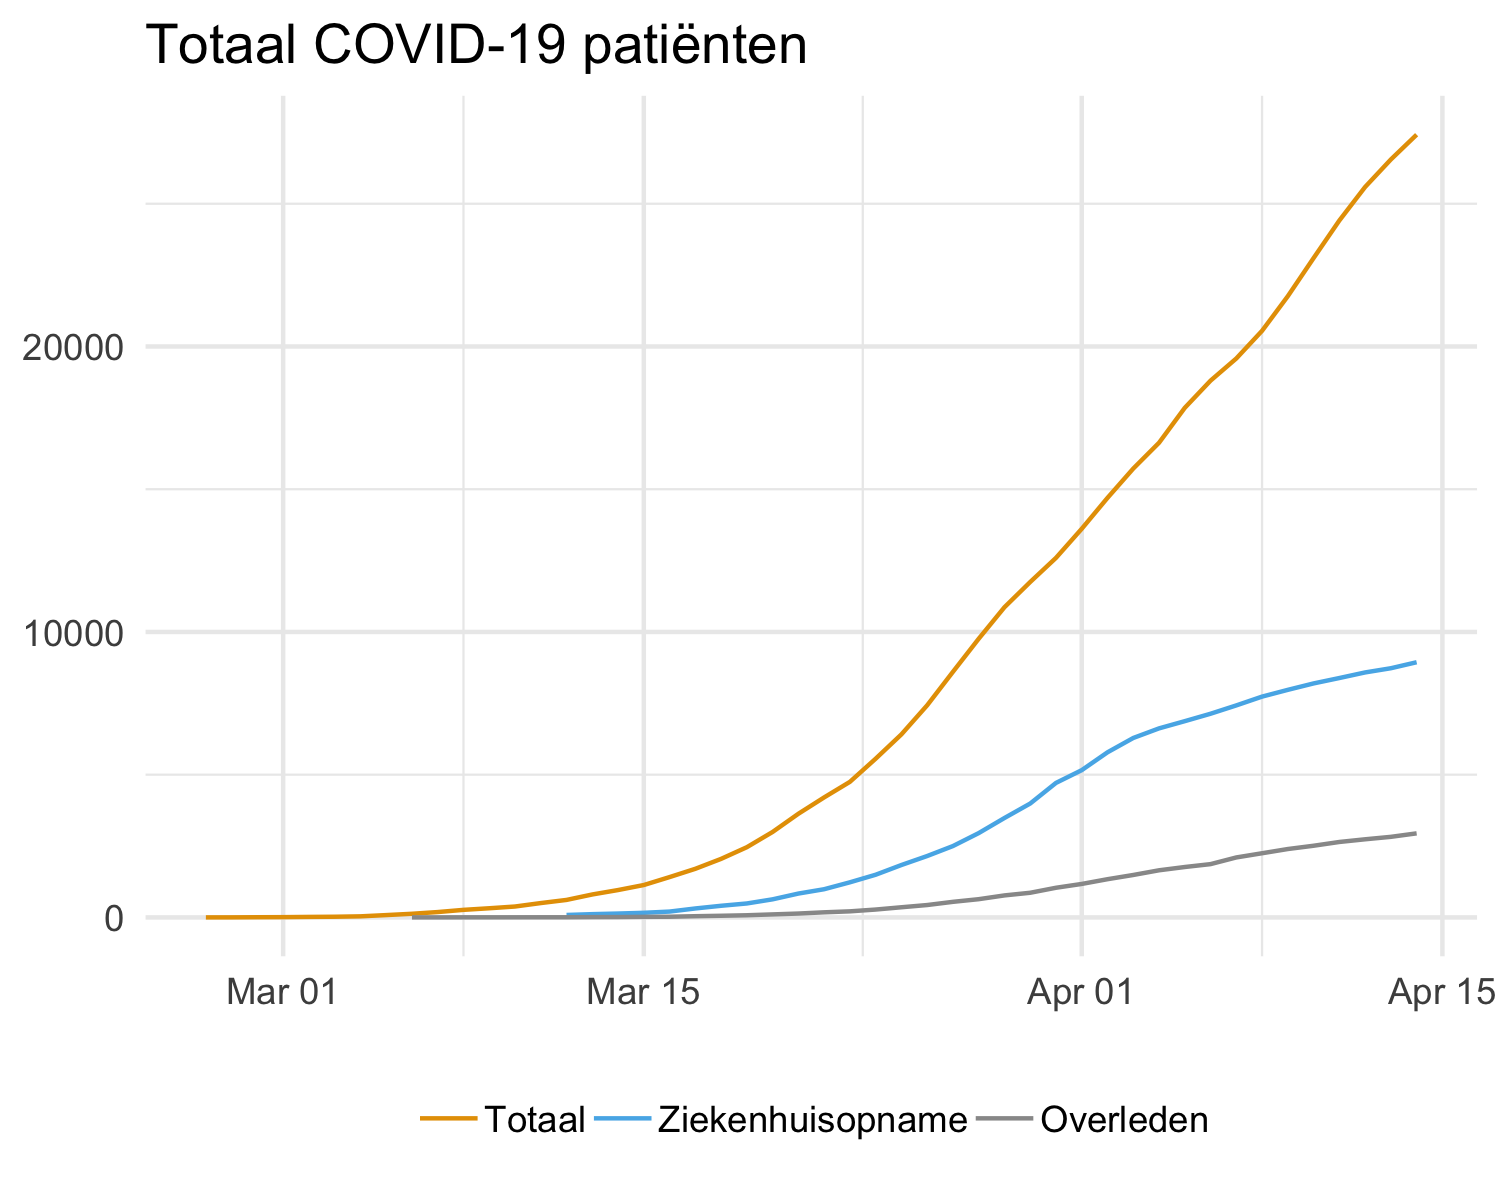 Totaal COVID-19 patiënten
20000
10000
0
Mar 01 Mar 15 Apr 01 Apr 15
Totaal Ziekenhuisopname Overleden